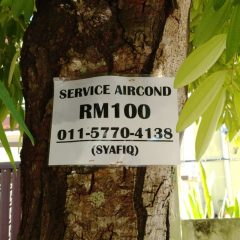 SERVICE AIRCOND
RM100
011-5770-4138
(SYAFIQ)